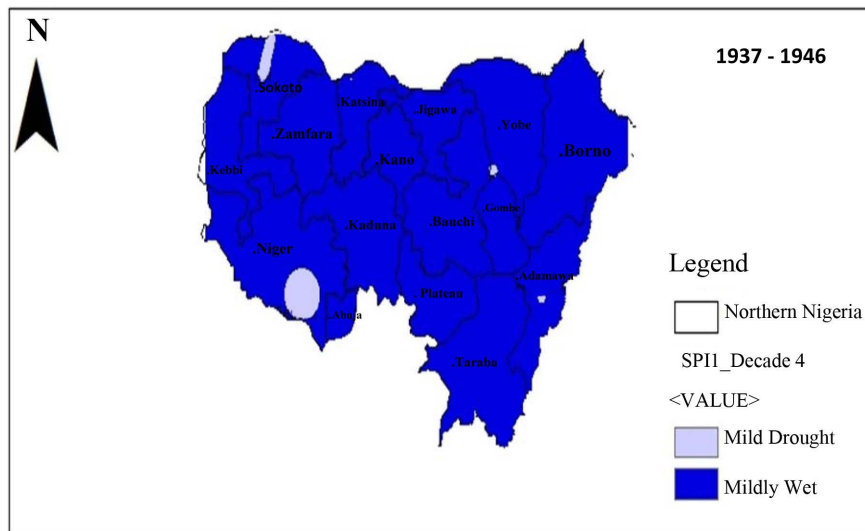 N
1937 - 1946
.Sokoto
.Katsina
.Jigawa
.Yobe
.Zamfara
.Borno
Kano
Kebbi
.Gombe
.Kaduna
.Bauchi
.Niger
.Adamawa
.Plateau
.Abuja
.Taraba
Legend
Northern Nigeria
SPI1_Decade 4
<VALUE>
Mild Drought
Mildly Wet